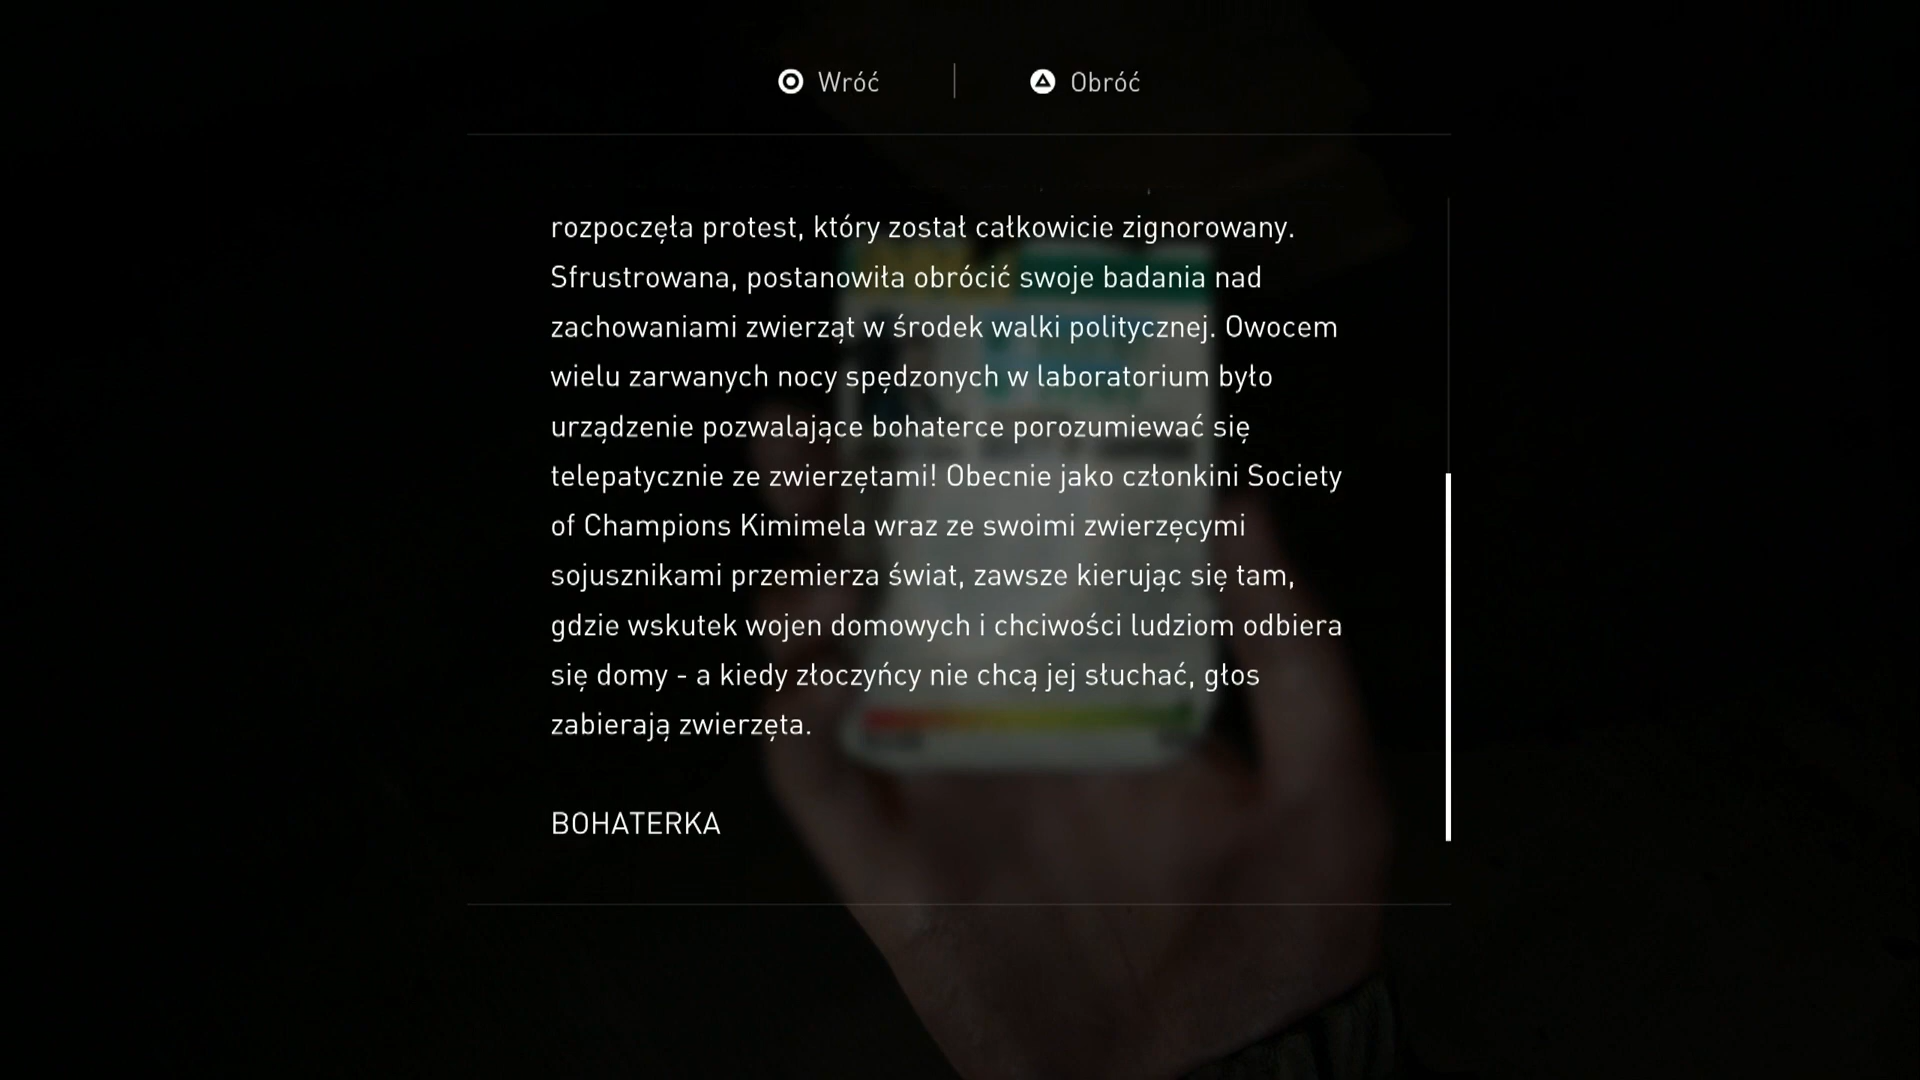 Wróć
Obróć
rozpoczęła protest, który został całkowicie zignorowany.
Sfrustrowana, postanowiła obrócić swoje badania nad
zachowaniami zwierząt w środek walki politycznej. Owocem
wielu zarwanych nocy spędzonych w laboratorium było
urządzenie pozwalające bohaterce porozumiewać się
telepatycznie ze zwierzętami! Obecnie jako członkini Society
of Champions Kimimela wraz ze swoimi zwierzęcymi
sojusznikami przemierza świat, zawsze kierując się tam,
gdzie wskutek wojen domowych i chciwości ludziom odbiera
się domy - a kiedy złoczyńcy nie chcą jej słuchać, głos
zabierają zwierzęta.
BOHATERKA